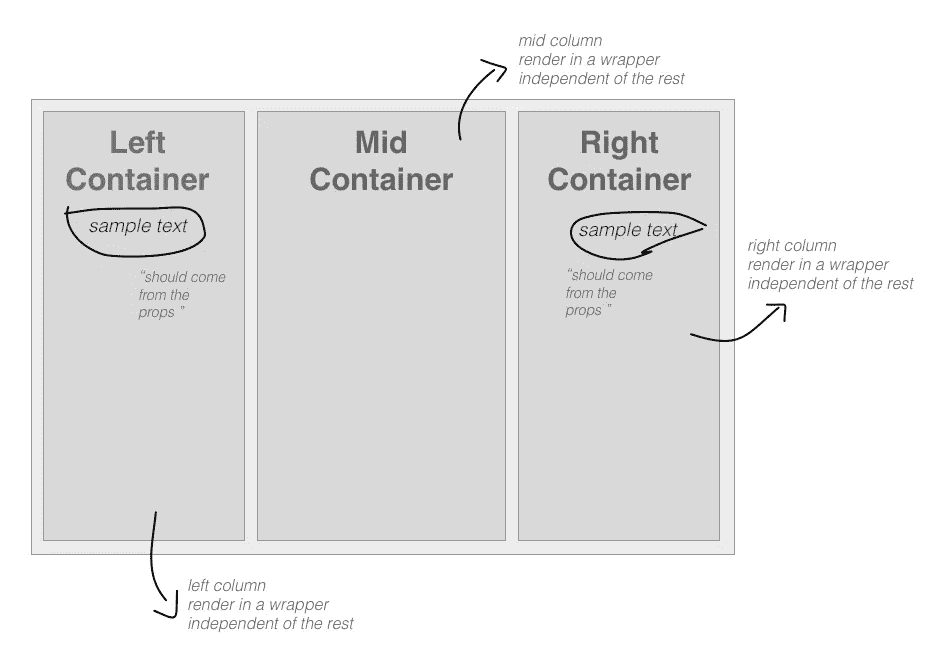 mid column
render in a wrapper
independent of the rest
Left
Container
sample text
"should come
from the
props "
Mid
Container
Right
Container
sample text
"should come
from the
props "
right column
render in a wrapper
independent of the rest
left column
render in a wrapper
independent of the rest